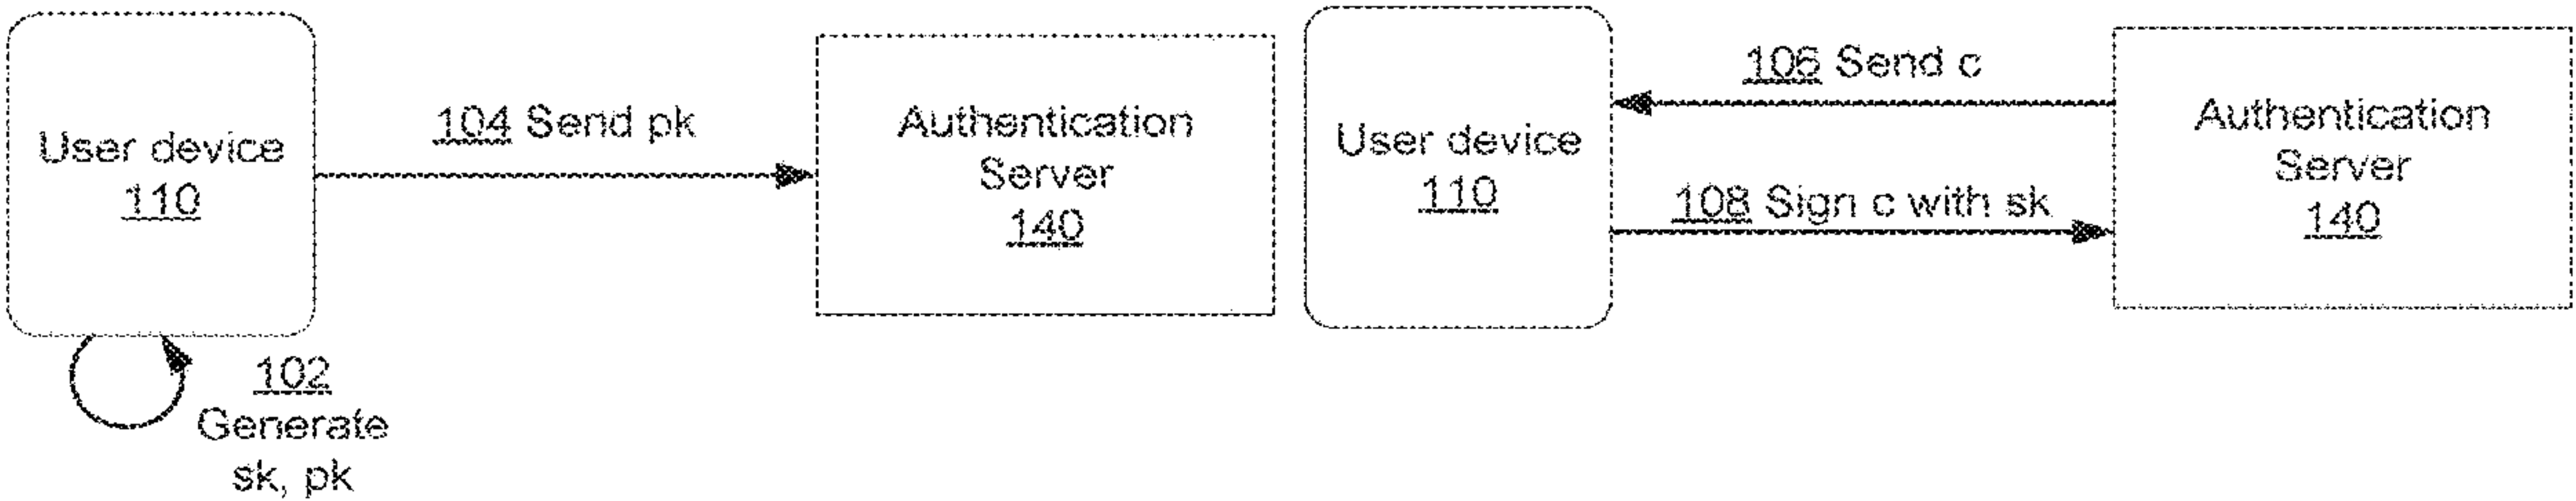 User device
110
104 Send pk
Authentication
Server
140
102
Generate
sk, pk
User device
110
106 Send c
108 Sign c with sk
Authentication
Server
140